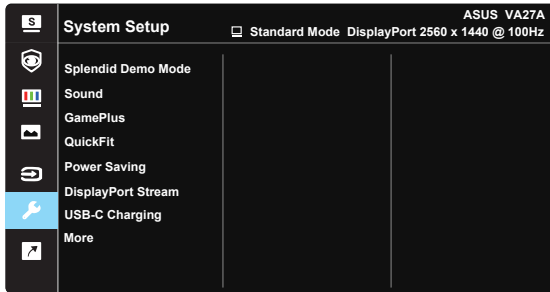 S
System Setup
ASUS VA27A
Standard Mode DisplayPort 2560 x 1440 @ 100Hz
Splendid Demo Mode
Sound
GamePlus
QuickFit
Power Saving
DisplayPort Stream
USB-C Charging
More